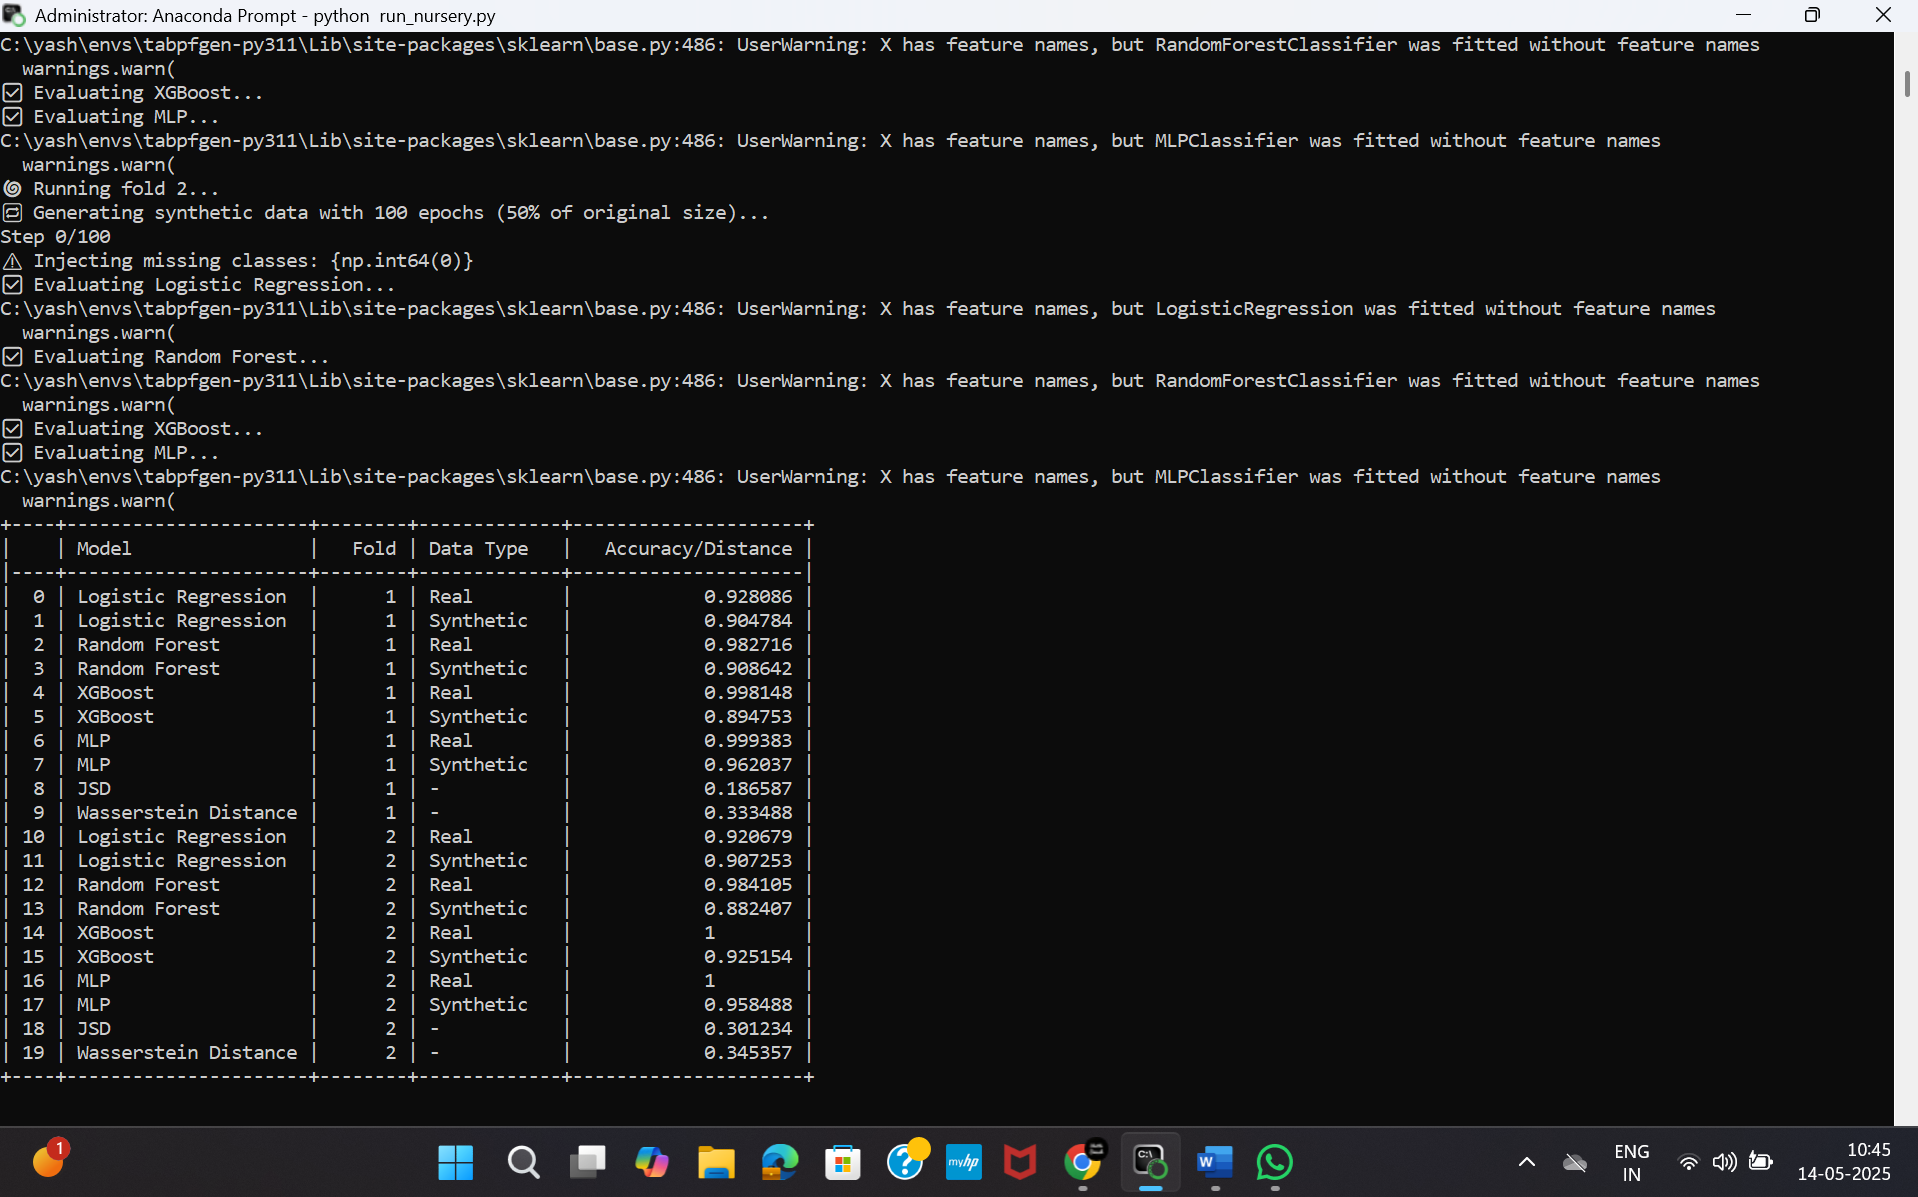 Administrator: Anaconda Prompt - python  run_nursery.py
C:\yash\envs\tabpfgen-py311\Lib\site-packages\sklearn\base.py:486: UserWarning: X has feature names, but RandomForestClassifier was fitted without feature names
  warnings.warn(
Evaluating XGBoost...
Evaluating MLP...
C:\yash\envs\tabpfgen-py311\Lib\site-packages\sklearn\base.py:486: UserWarning: X has feature names, but MLPClassifier was fitted without feature names
  warnings.warn(
Running fold 2...
Generating synthetic data with 100 epochs (50% of original size)...
Step 0/100
⚠ Injecting missing classes: {np.int64(0)}
Evaluating Logistic Regression...
C:\yash\envs\tabpfgen-py311\Lib\site-packages\sklearn\base.py:486: UserWarning: X has feature names, but LogisticRegression was fitted without feature names
  warnings.warn(
Evaluating Random Forest...
C:\yash\envs\tabpfgen-py311\Lib\site-packages\sklearn\base.py:486: UserWarning: X has feature names, but RandomForestClassifier was fitted without feature names
  warnings.warn(
Evaluating XGBoost...
Evaluating MLP...
C:\yash\envs\tabpfgen-py311\Lib\site-packages\sklearn\base.py:486: UserWarning: X has feature names, but MLPClassifier was fitted without feature names
  warnings.warn(
+----+----------------------+--------+-------------+---------------------+
|    | Model                |   Fold | Data Type   |   Accuracy/Distance |
|----+----------------------+--------+-------------+---------------------|
|  0 | Logistic Regression  |      1 | Real        |            0.928086 |
|  1 | Logistic Regression  |      1 | Synthetic   |            0.904784 |
|  2 | Random Forest        |      1 | Real        |            0.982716 |
|  3 | Random Forest        |      1 | Synthetic   |            0.908642 |
|  4 | XGBoost              |      1 | Real        |            0.998148 |
|  5 | XGBoost              |      1 | Synthetic   |            0.894753 |
|  6 | MLP                  |      1 | Real        |            0.999383 |
|  7 | MLP                  |      1 | Synthetic   |            0.962037 |
|  8 | JSD                  |      1 | -           |            0.186587 |
|  9 | Wasserstein Distance |      1 | -           |            0.333488 |
| 10 | Logistic Regression  |      2 | Real        |            0.920679 |
| 11 | Logistic Regression  |      2 | Synthetic   |            0.907253 |
| 12 | Random Forest        |      2 | Real        |            0.984105 |
| 13 | Random Forest        |      2 | Synthetic   |            0.882407 |
| 14 | XGBoost              |      2 | Real        |            1        |
| 15 | XGBoost              |      2 | Synthetic   |            0.925154 |
| 16 | MLP                  |      2 | Real        |            1        |
| 17 | MLP                  |      2 | Synthetic   |            0.958488 |
| 18 | JSD                  |      2 | -           |            0.301234 |
| 19 | Wasserstein Distance |      2 | -           |            0.345357 |
+----+----------------------+--------+-------------+---------------------+
1
?
myhp
C:\
W
ENG
IN
10:45
14-05-2025